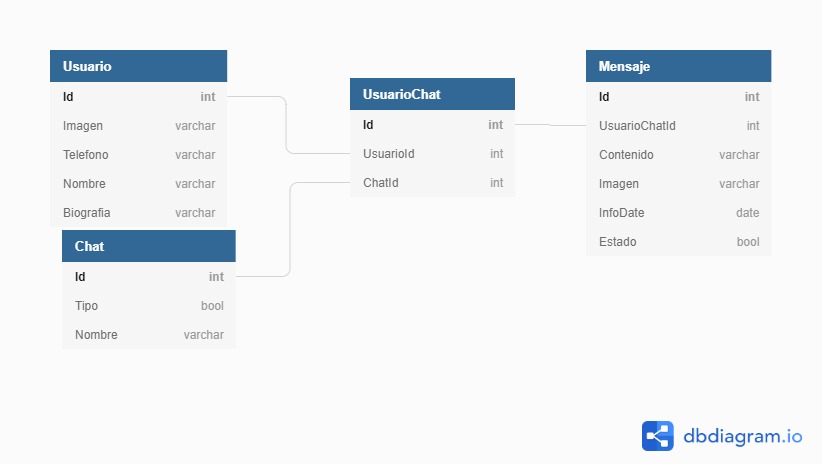 Usuario
Id int
Imagen varchar
Telefono varchar
Nombre varchar
Biografia varchar
Chat
Id int
Tipo bool
Nombre varchar
UsuarioChat
Id int
UsuarioId int
ChatId int
Mensaje
Id int
UsuarioChatId int
Contenido varchar
Imagen varchar
InfoDate date
Estado bool
dbdiagram.io